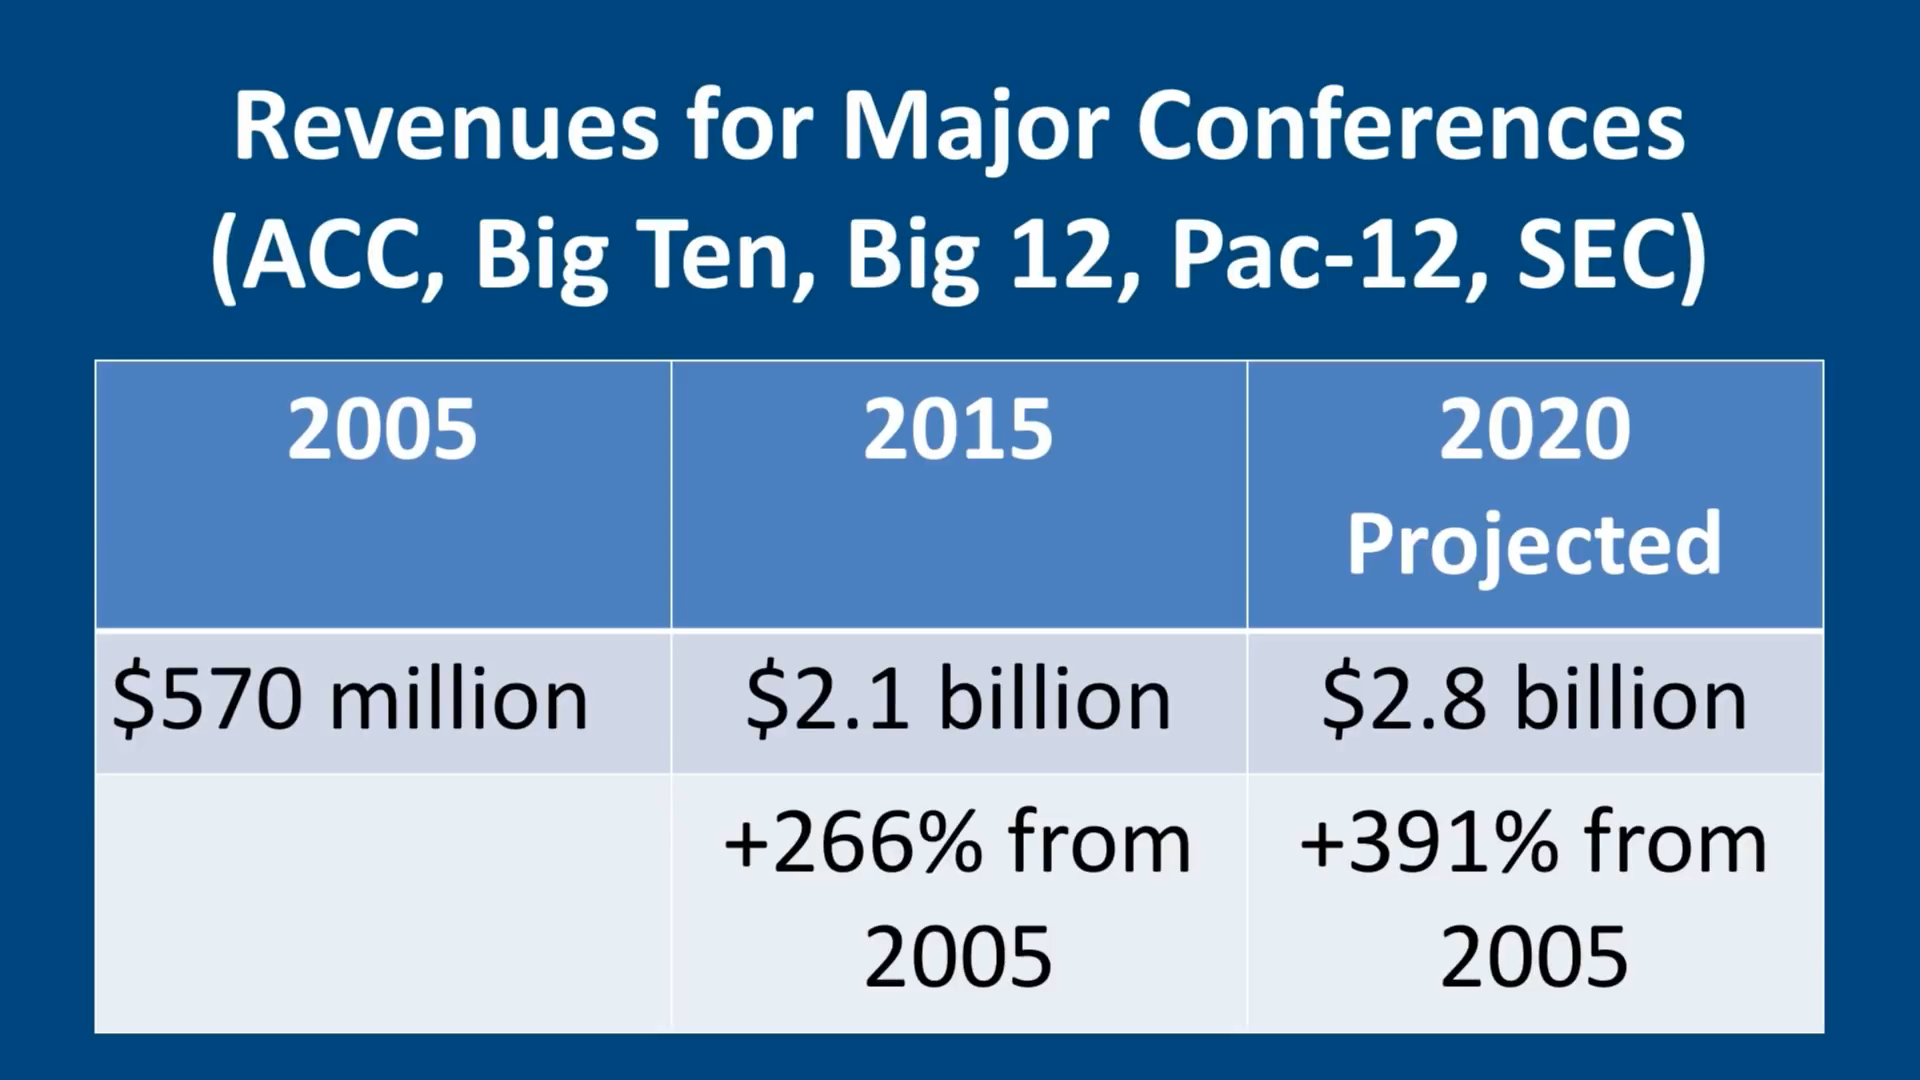 Revenues for Major Conferences
(ACC, Big Ten, Big 12, Pac-12, SEC)
2005
2015
2020
Projected
$570 million
$2.1 billion
$2.8 billion
+266% from
2005
+391% from
2005